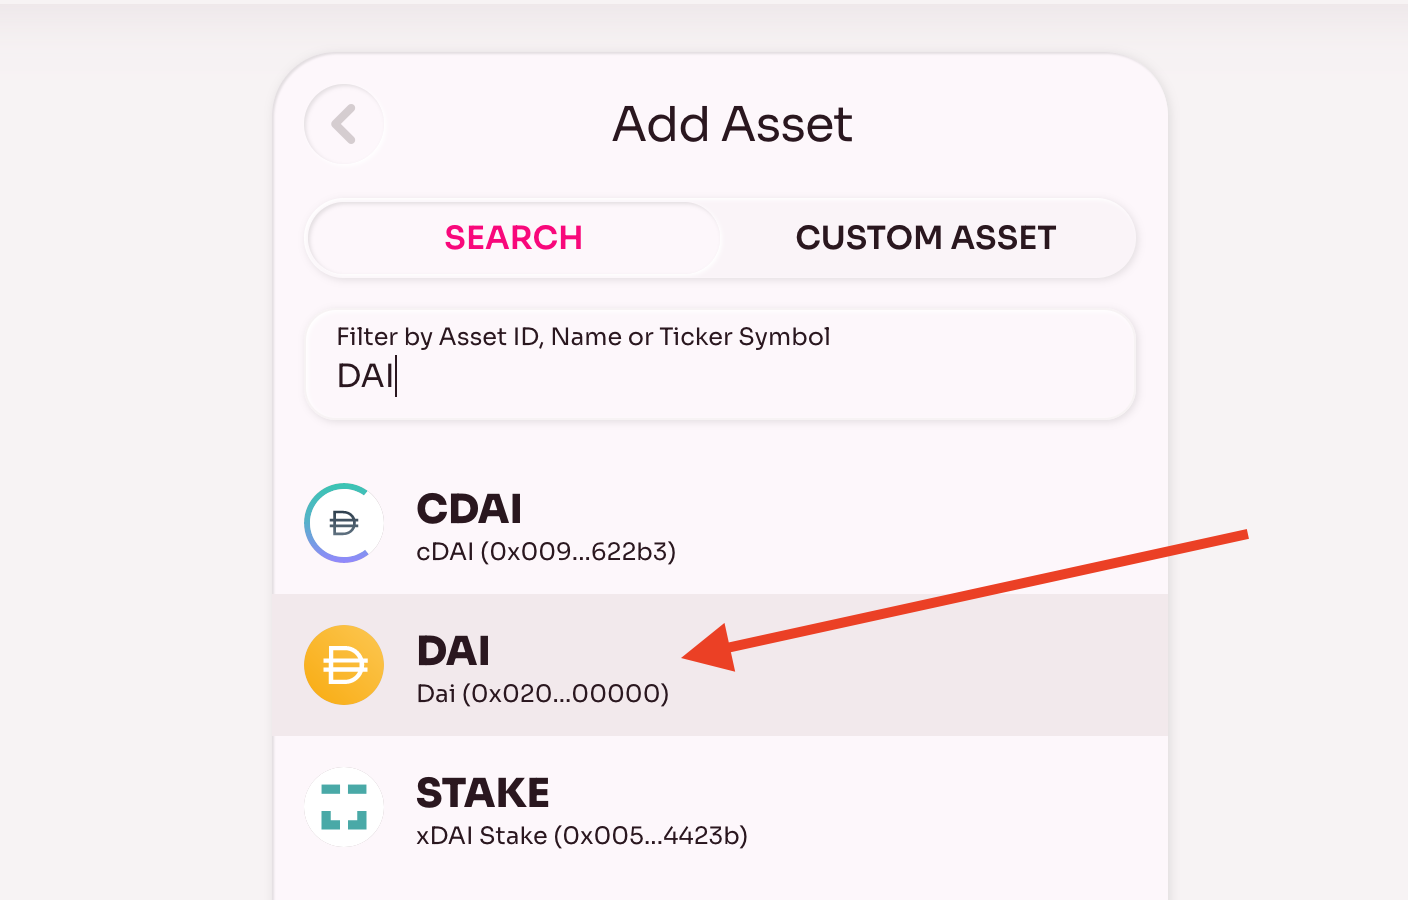 Add Asset
SEARCH
CUSTOM ASSET
Filter by Asset ID, Name or Ticker Symbol
DAI
CDAI
cDAI (0x009...622b3)
DAI
Dai (0x020...00000)
STAKE
xDAI Stake (0x005...4423b)